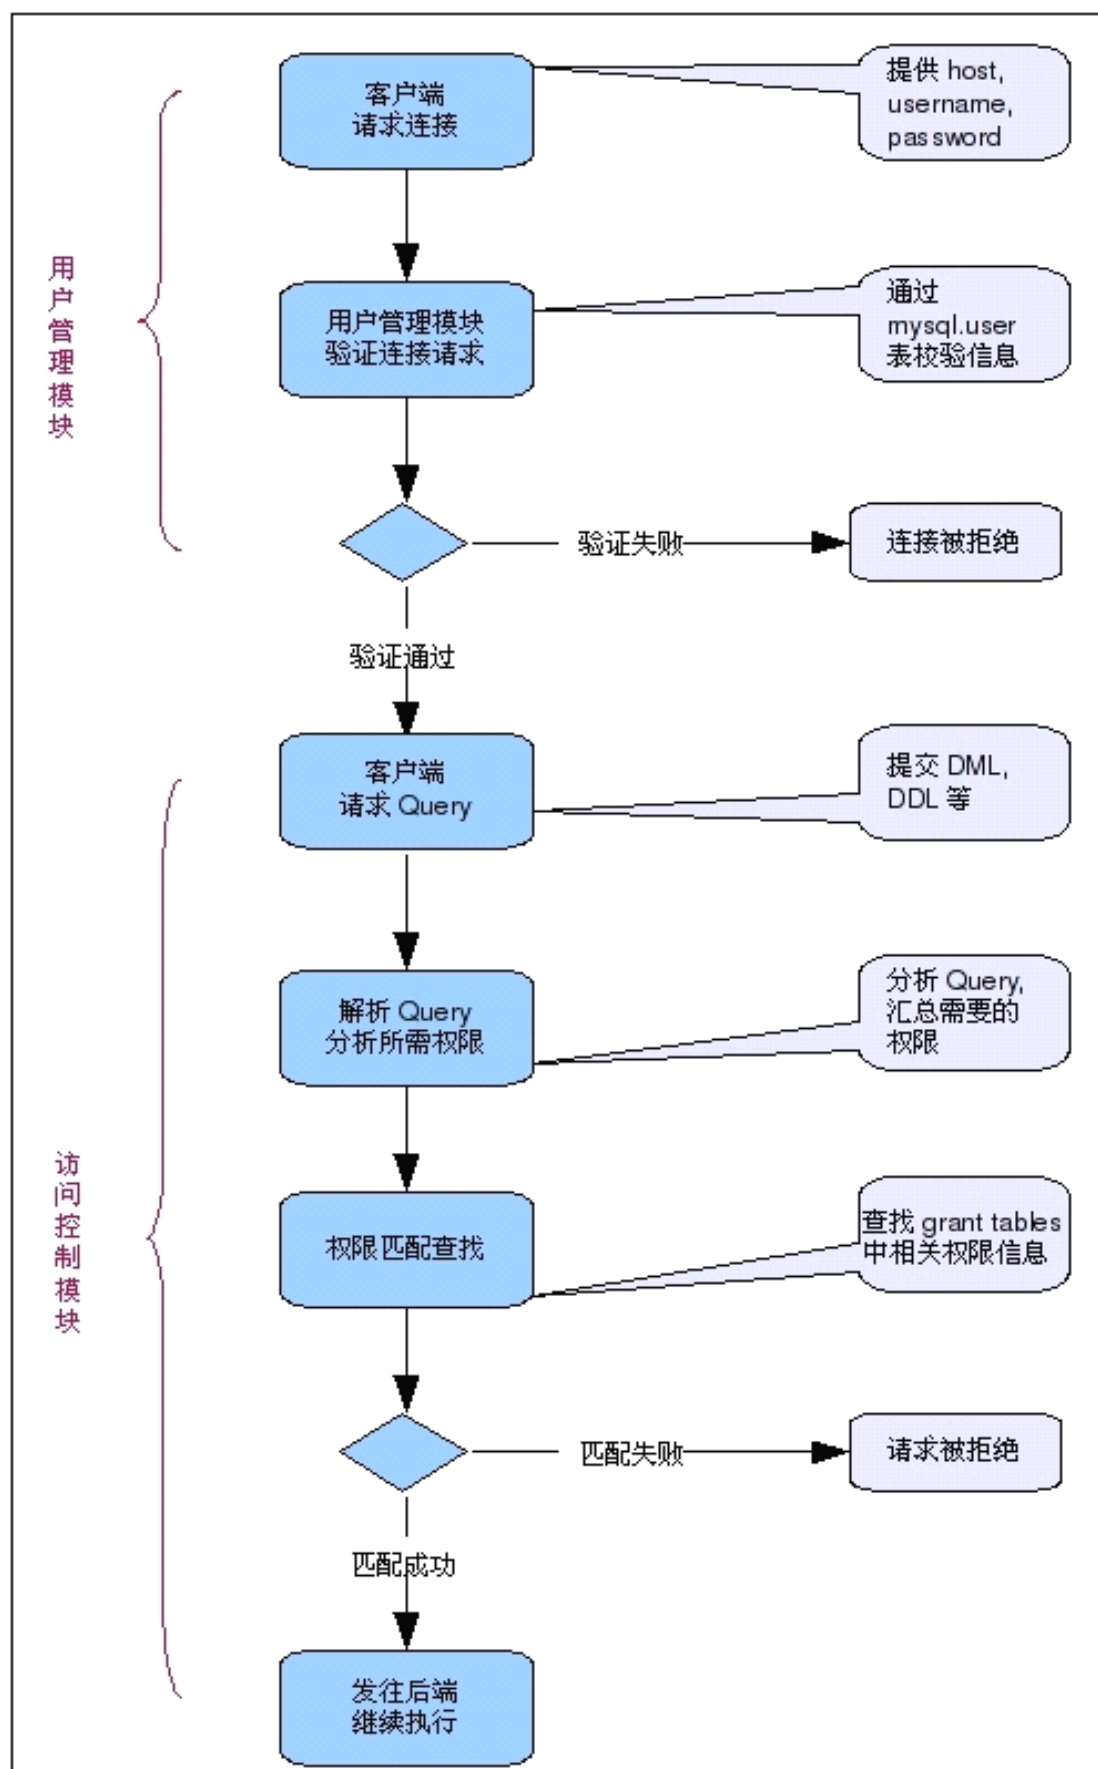 客户端
请求连接
提供 host,
username,
password
用户管理模块
用户管理模块
验证连接请求
通过
mysql.user
表校验信息
验证失败
连接被拒绝
验证通过
客户端
请求 Query
提交 DML,
DDL 等
解析 Query
分析所需权限
分析 Query,
汇总需要的
权限
访问控制模块
权限匹配查找
查找 grant tables
中相关权限信息
匹配失败
请求被拒绝
匹配成功
发往后端
继续执行